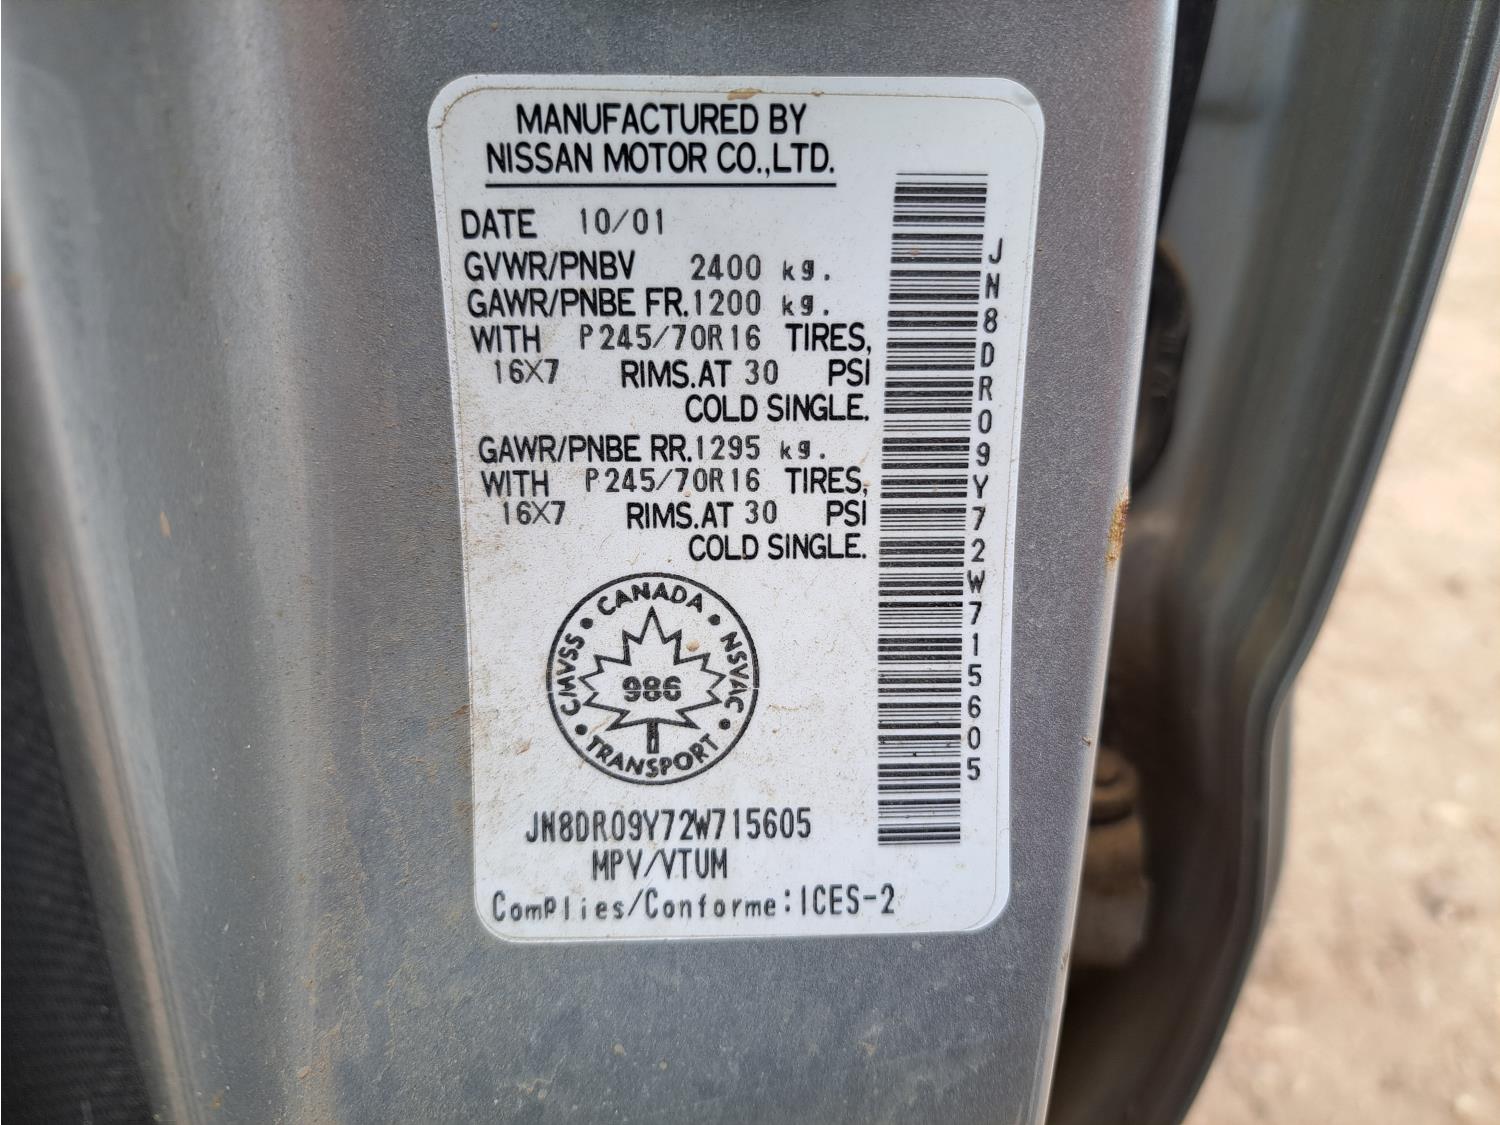 MANUFACTURED BY
NISSAN MOTOR CO.,LTD.
DATE 10/01
GVWR/PNBV 2400 kg.
GAWR/PNBE FR. 1200 kg.
WITH P245/70R16 TIRES,
16X7 RIMS.AT 30 PSI
COLD SINGLE.
GAWR/PNBE RR. 1295 kg.
WITH P245/70R16 TIRES,
16X7 RIMS.AT 30 PSI
COLD SINGLE.
CANADA
CMVSS • NSVAC
986
TRANSPORT
JN8DR09Y72W715605
MPV/VTUM
Complies/Conforme:ICES-2
JN8DR09Y72W715605